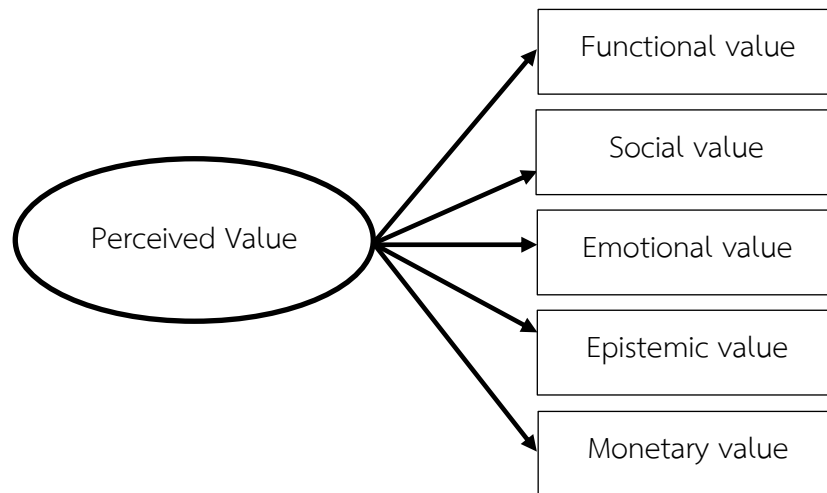 Functional value
Social value
Perceived Value
Emotional value
Epistemic value
Monetary value